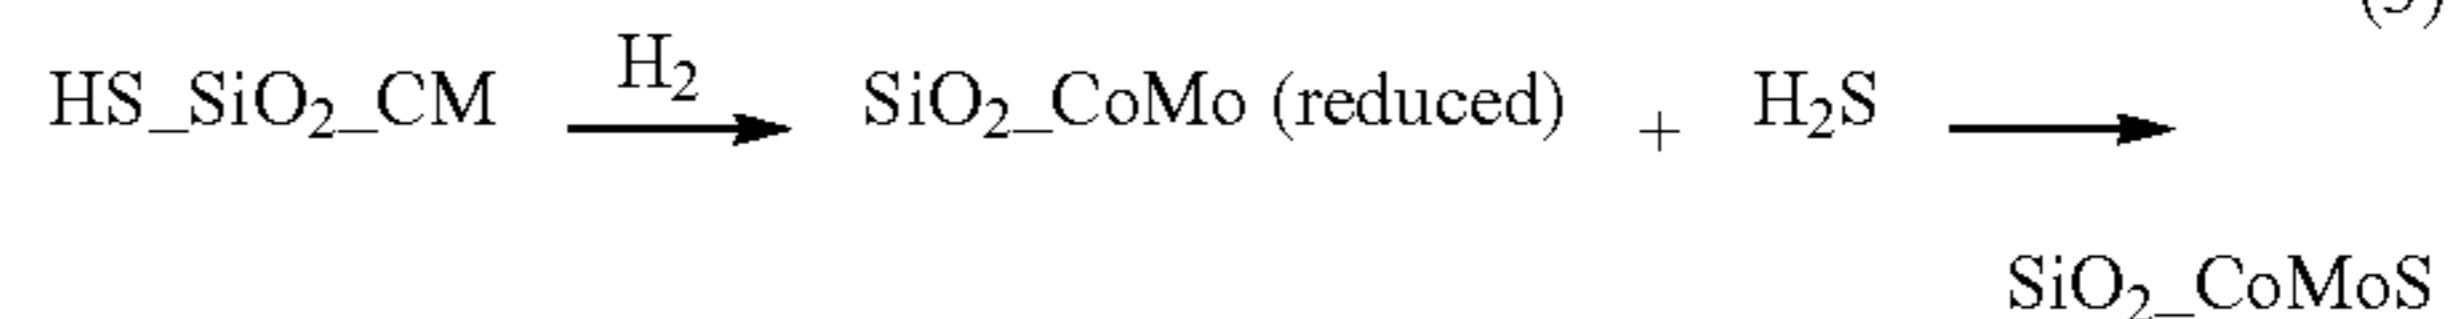 HS_SiO₂_CM H₂ → SiO₂_CoMo (reduced) + H₂S →
SiO₂_CoMoS